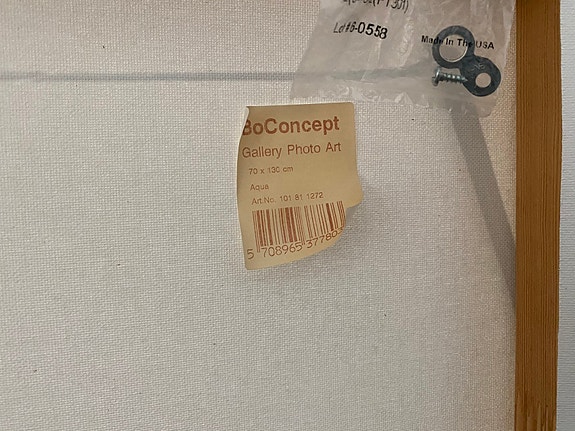 Lot#6-0558
Made In The USA
BoConcept
Gallery Photo Art
70 x 130 cm
Aqua
Art.No. 101 81 1272
5 708965 37780